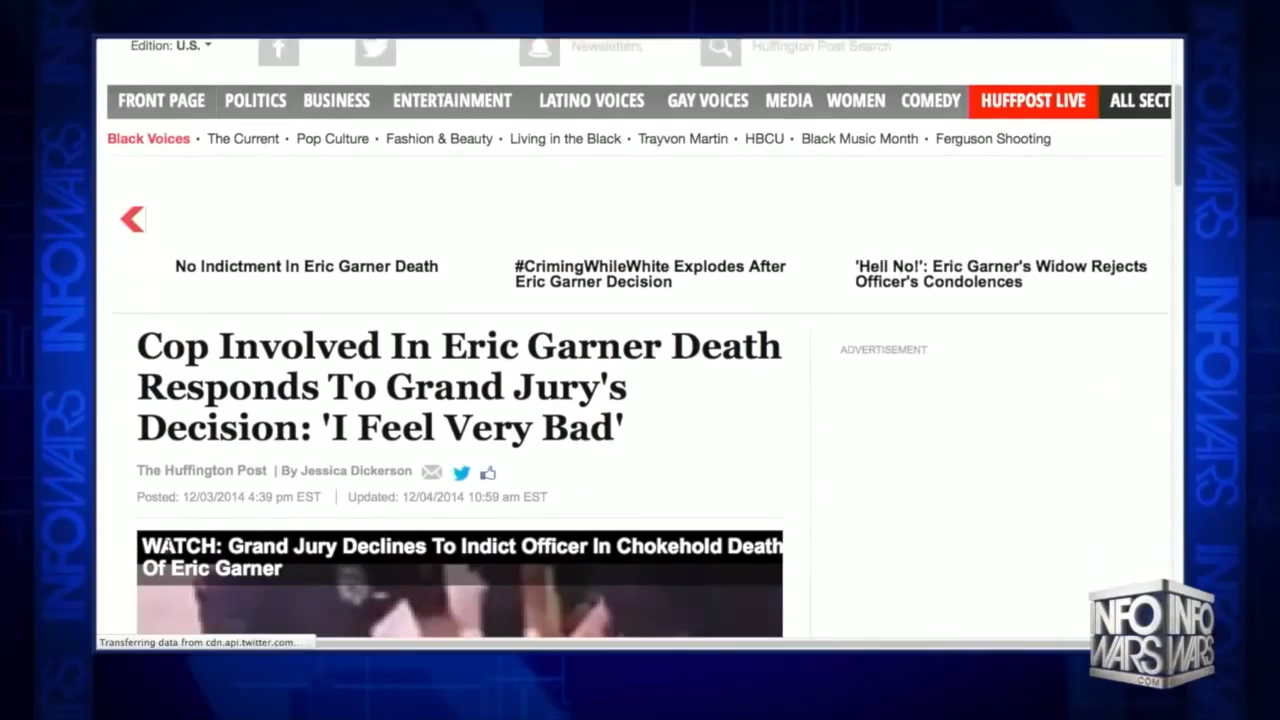 Edition: U.S.
Newsletters
Huffington Post Search
FRONT PAGE POLITICS BUSINESS ENTERTAINMENT LATINO VOICES GAY VOICES MEDIA WOMEN COMEDY HUFFPOST LIVE ALL SECT
Black Voices • The Current • Pop Culture • Fashion & Beauty • Living in the Black • Trayvon Martin • HBCU • Black Music Month • Ferguson Shooting
No Indictment In Eric Garner Death
#CrimingWhileWhite Explodes After
Eric Garner Decision
'Hell No!': Eric Garner's Widow Rejects
Officer's Condolences
Cop Involved In Eric Garner Death
Responds To Grand Jury's
Decision: 'I Feel Very Bad'
ADVERTISEMENT
The Huffington Post | By Jessica Dickerson
Posted: 12/03/2014 4:39 pm EST | Updated: 12/04/2014 10:59 am EST
WATCH: Grand Jury Declines To Indict Officer In Chokehold Death
Of Eric Garner
Transferring data from cdn.api.twitter.com...
INFOWARS
INFOWARS
INFOWARS
INFOWARS
INFO WARS .COM
INFO WARS